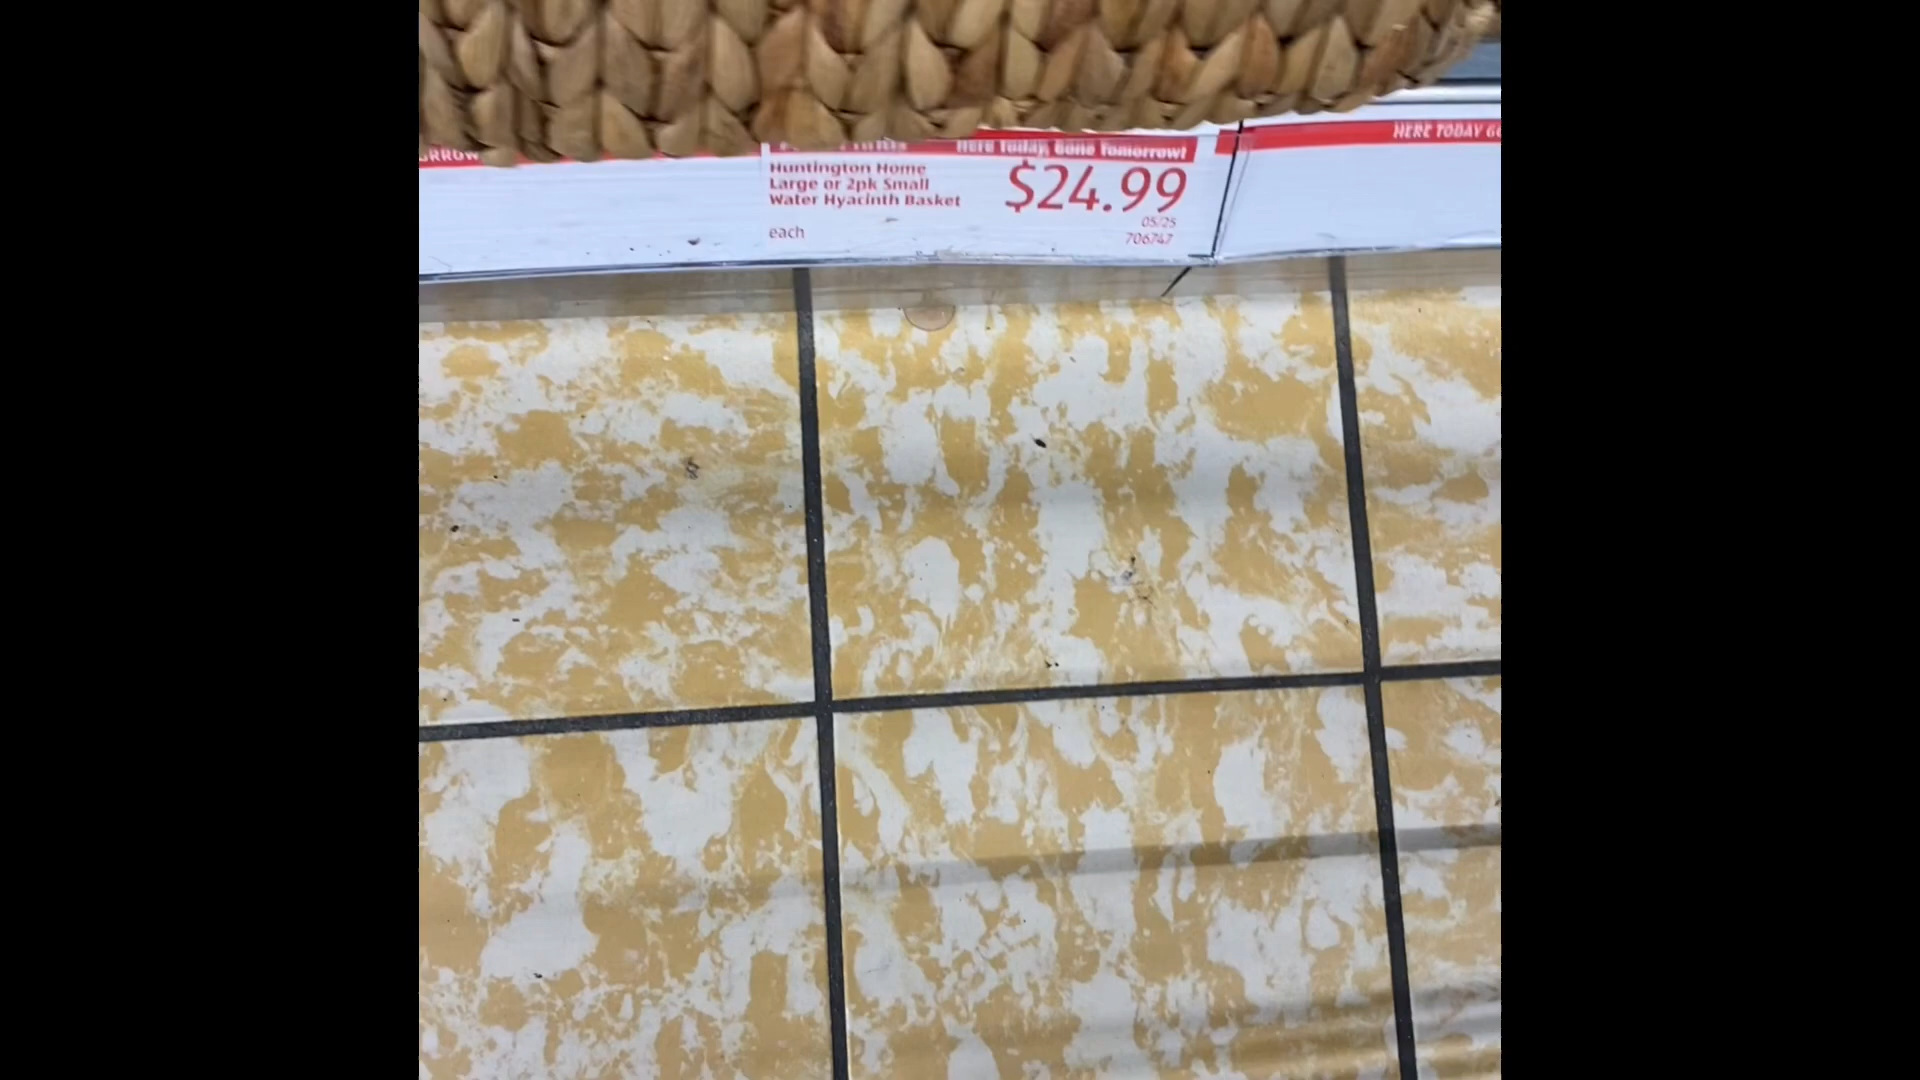 Here Today, Gone Tomorrow!
HERE TODAY
Huntington Home
Large or 2pk Small
Water Hyacinth Basket
$24.99
05/25
each
706747